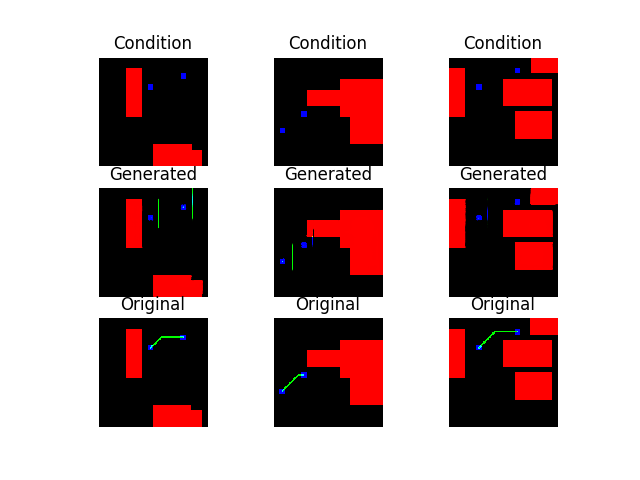 Condition Condition Condition
Generated Generated Generated
Original Original Original